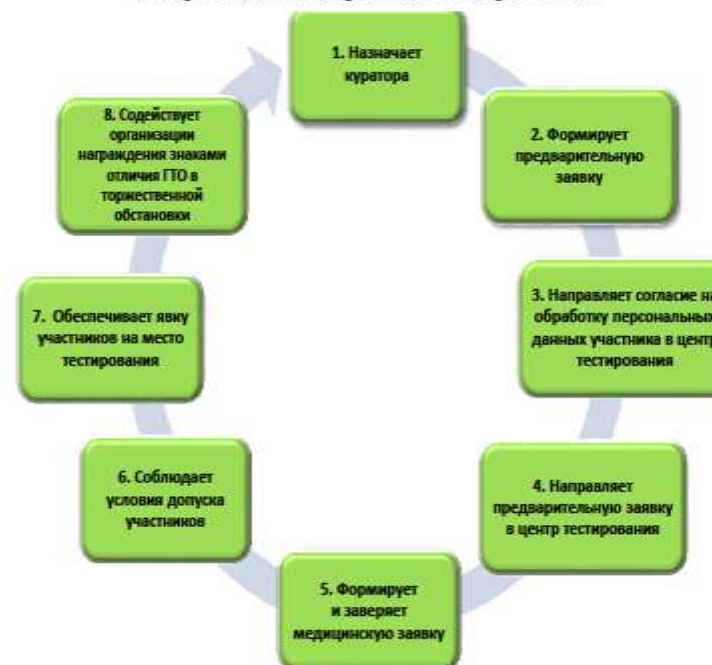 1. Назначает
куратора
2. Формирует
предварительную
заявку
3. Направляет согласие на
обработку персональных
данных участника в центр
тестирования
4. Направляет
предварительную заявку
в центр тестирования
5. Формирует
и заверяет
медицинскую заявку
6. Соблюдает
условия допуска
участников
7. Обеспечивает явку
участников на место
тестирования
8. Содействует
организации
награждения знаками
отличия ГТО в
торжественной
обстановки